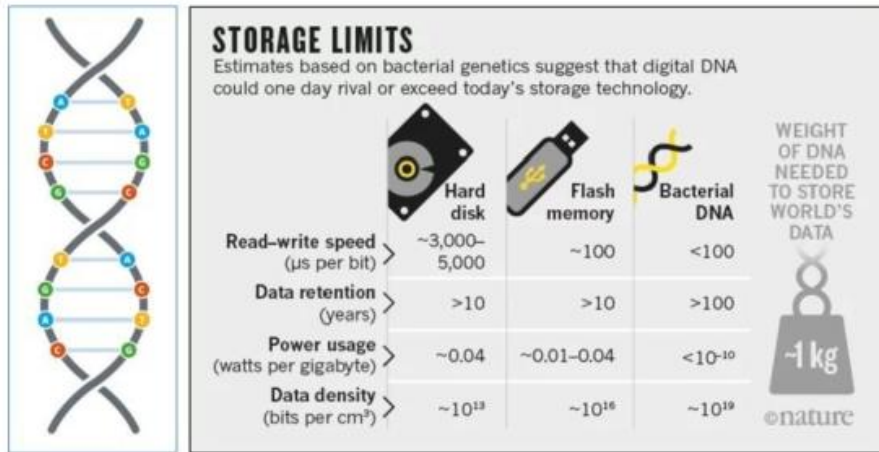 A T
T A
C G
G C
T A
G C
A T
C G
STORAGE LIMITS
Estimates based on bacterial genetics suggest that digital DNA
could one day rival or exceed today's storage technology.
Hard
disk
Flash
memory
Bacterial
DNA
Read–write speed
(µs per bit)
~3,000–
5,000
~100
<100
Data retention
(years)
>10
>10
>100
Power usage
(watts per gigabyte)
~0.04
~0.01–0.04
<10⁻¹⁰
Data density
(bits per cm³)
~10¹³
~10¹⁶
~10¹⁹
WEIGHT
OF DNA
NEEDED
TO STORE
WORLD'S
DATA
~1 kg
©nature